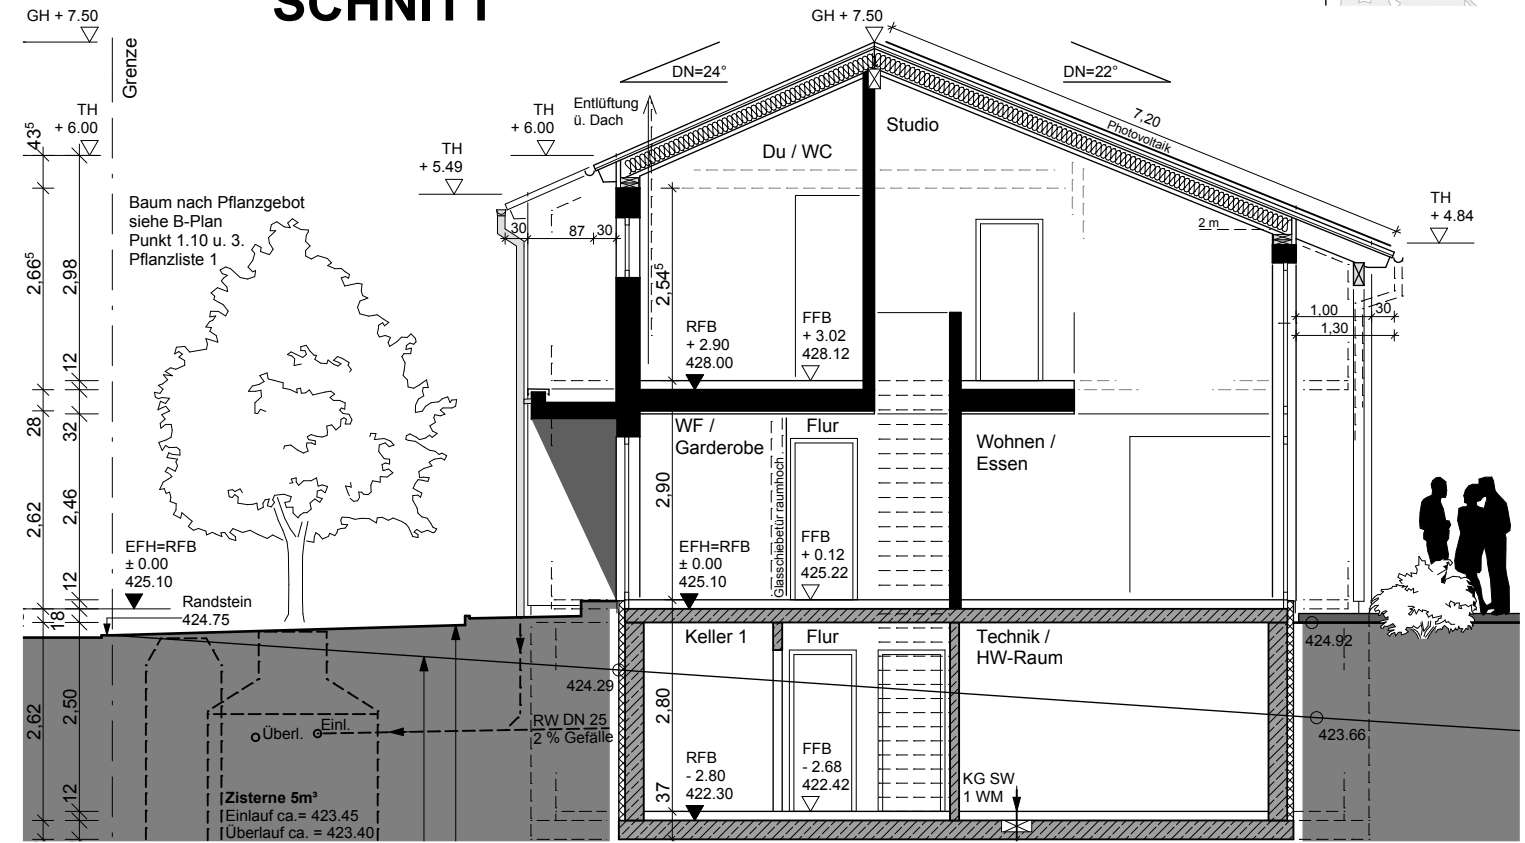 SCHNITT
GH + 7.50
GH + 7.50
Grenze
DN=24°
DN=22°
TH
+ 6.00
TH
+ 6.00
TH
+ 5.49
Entlüftung
ü. Dach
Studio
Du / WC
7,20
Photovoltaik
43⁵
Baum nach Pflanzgebot
siehe B-Plan
Punkt 1.10 u. 3.
Pflanzliste 1
TH
+ 4.84
2 m
30
87
30
2,66⁵
2,98
2,54⁵
1,00
30
1,30
RFB
+ 2.90
428.00
FFB
+ 3.02
428.12
12
28
32
WF /
Garderobe
Flur
Wohnen /
Essen
Glasschiebetür raumhoch
2,62
2,46
2,90
EFH=RFB
± 0.00
425.10
EFH=RFB
± 0.00
425.10
FFB
+ 0.12
425.22
12
18
Randstein
424.75
Keller 1
Flur
Technik /
HW-Raum
424.92
424.29
423.66
2,62
2,50
2,80
Überl.
Einl.
RW DN 25
2 % Gefälle
RFB
- 2.80
422.30
FFB
- 2.68
422.42
KG SW
1 WM
12
37
Zisterne 5m³
Einlauf ca.= 423.45
Überlauf ca. = 423.40